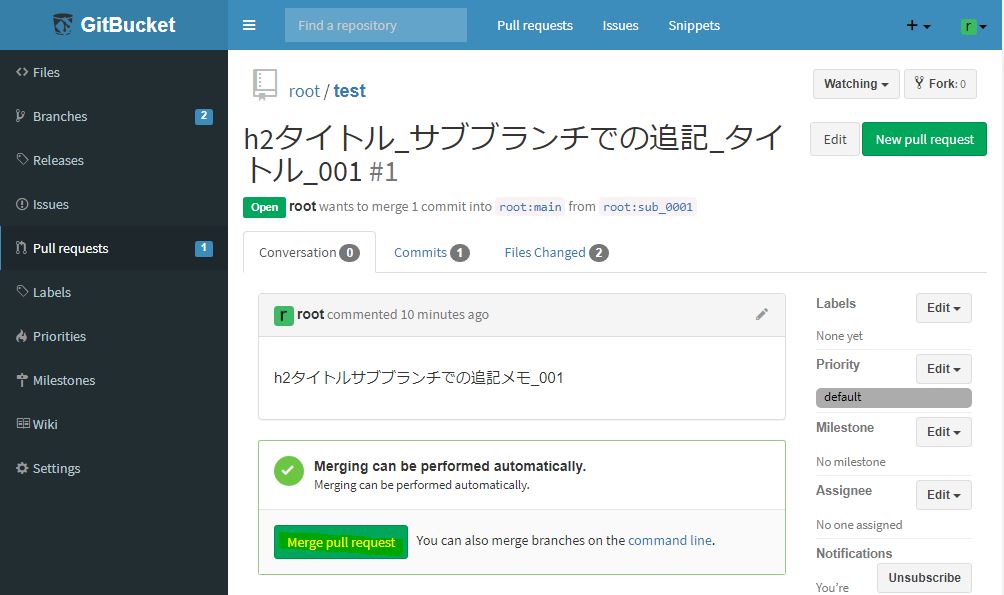 GitBucket
Find a repository
Pull requests
Issues
Snippets
r
Files
Branches 2
Releases
Issues
Pull requests 1
Labels
Priorities
Milestones
Wiki
Settings
root / test
Watching
Fork: 0
h2タイトル_サブブランチでの追記_タイ
トル_001 #1
Edit
New pull request
Open root wants to merge 1 commit into root:main from root:sub_0001
Conversation 0
Commits 1
Files Changed 2
r root commented 10 minutes ago
h2タイトルサブブランチでの追記メモ_001
Merging can be performed automatically.
Merging can be performed automatically.
Merge pull request You can also merge branches on the command line.
Labels
Edit
None yet
Priority
Edit
default
Milestone
Edit
No milestone
Assignee
Edit
No one assigned
Notifications
Unsubscribe
You’re